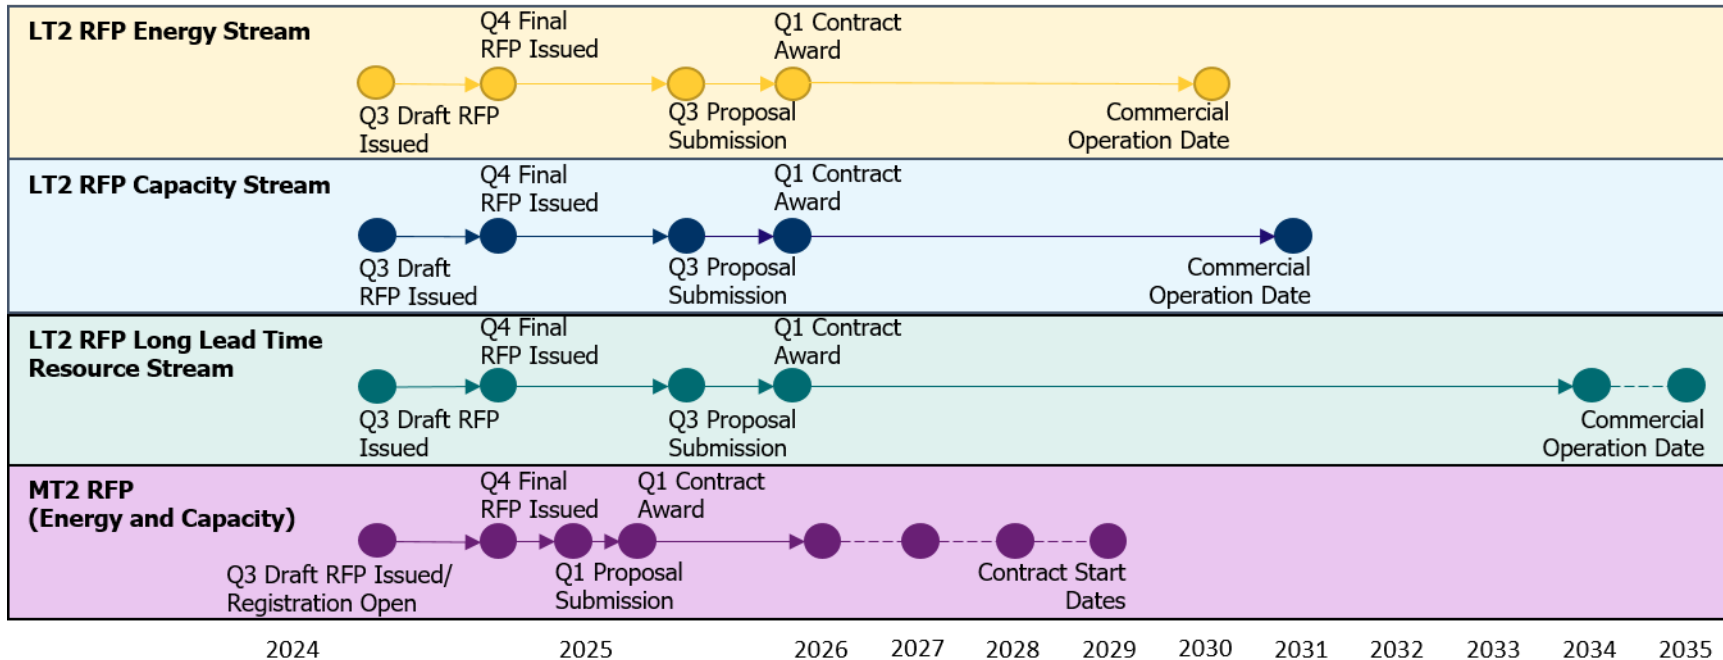 LT2 RFP Energy Stream
Q4 Final
RFP Issued
Q1 Contract
Award
Q3 Draft RFP
Issued
Q3 Proposal
Submission
Commercial
Operation Date
LT2 RFP Capacity Stream
Q4 Final
RFP Issued
Q1 Contract
Award
Q3 Draft
RFP Issued
Q3 Proposal
Submission
Commercial
Operation Date
LT2 RFP Long Lead Time
Resource Stream
Q4 Final
RFP Issued
Q1 Contract
Award
Q3 Draft RFP
Issued
Q3 Proposal
Submission
Commercial
Operation Date
MT2 RFP
(Energy and Capacity)
Q4 Final
RFP Issued
Q1 Contract
Award
Q3 Draft RFP Issued/
Registration Open
Q1 Proposal
Submission
Contract Start
Dates
2024 2025 2026 2027 2028 2029 2030 2031 2032 2033 2034 2035